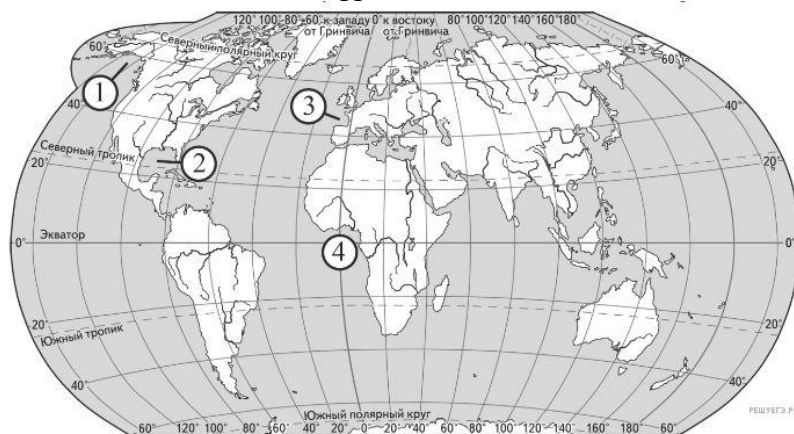 120° 100° 80° 60° к западу 0° к востоку 80° 100° 120° 140° 160° 180°
от Гринвича от Гринвича
Северный полярный круг
60° 60°
1
3
40° 40°
Северный тропик
2
20° 20°
Экватор
0° 4 0°
20° 20°
Южный тропик
40° 40°
РЕШУЕГЭ.РФ
Южный полярный круг
60° 120° 100° 80° 60° 40° 20° 0° 20° 40° 60° 80° 100° 120° 140° 160° 180° 60°